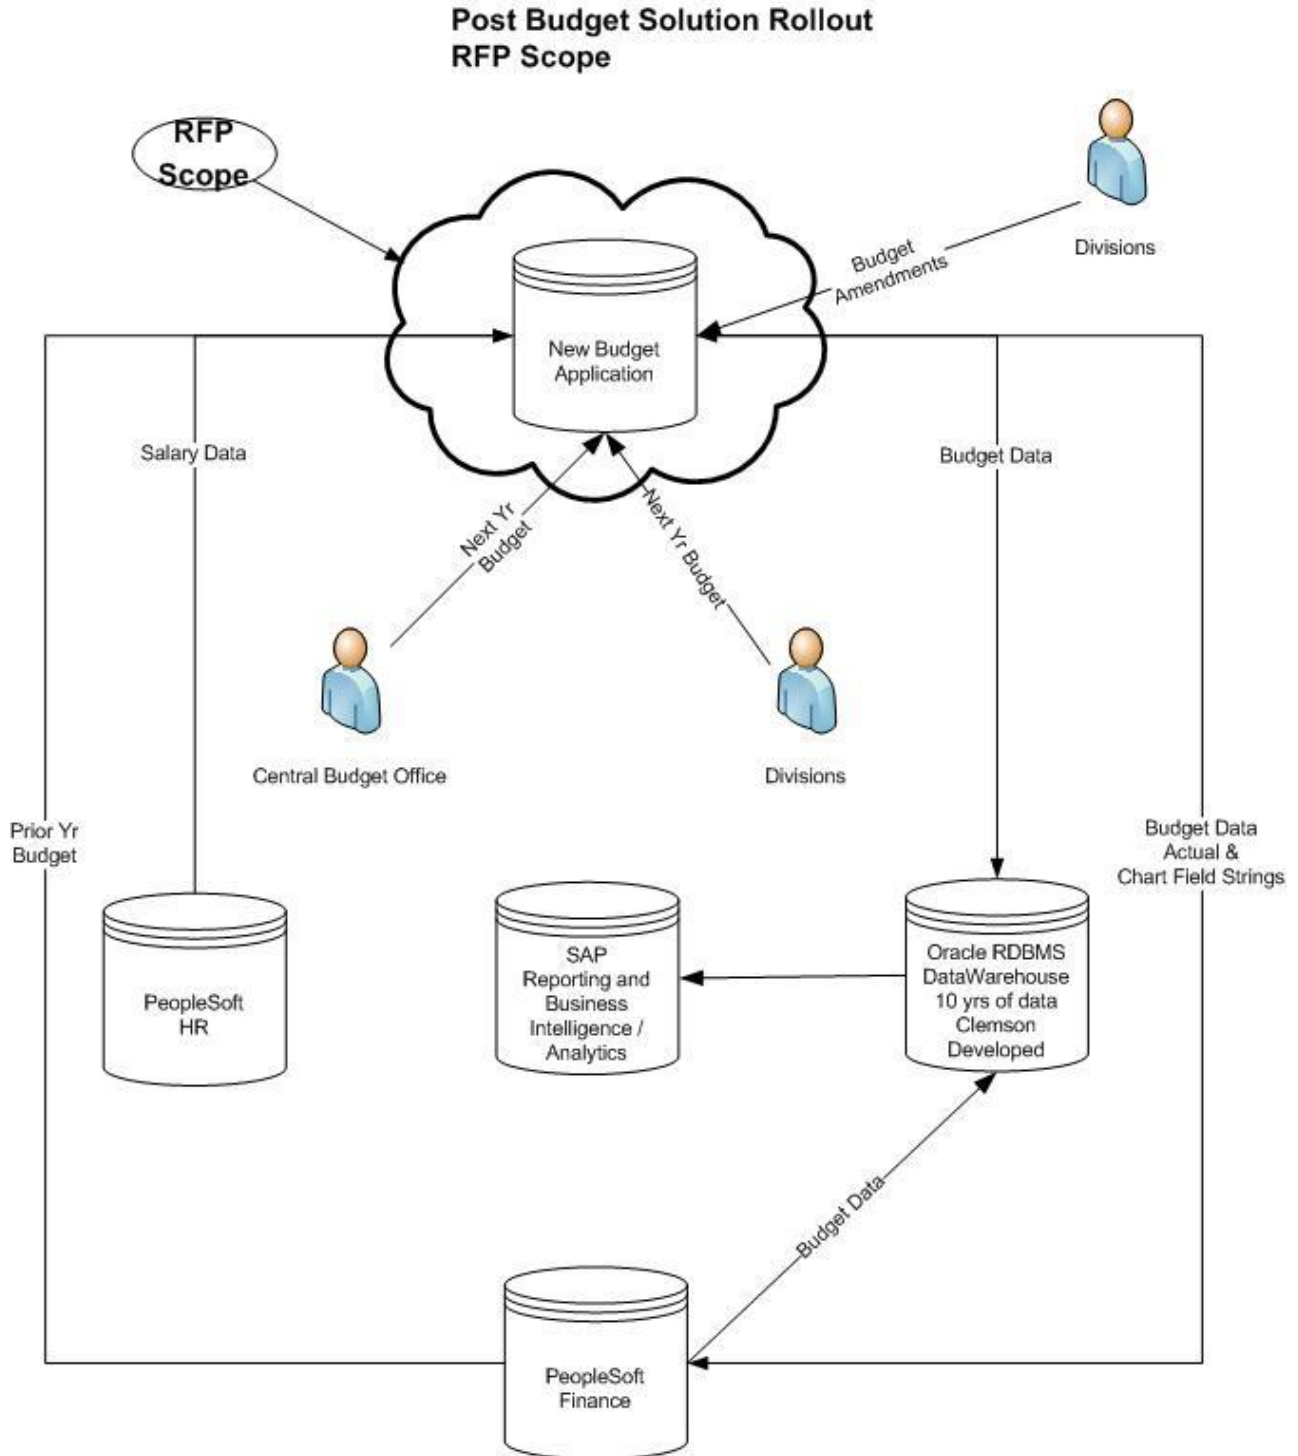 Post Budget Solution Rollout
RFP Scope
RFP
Scope
Divisions
Budget
Amendments
New Budget
Application
Salary Data
Budget Data
Next Yr
Budget
Next Yr Budget
Central Budget Office
Divisions
Prior Yr
Budget
Budget Data
Actual &
Chart Field Strings
PeopleSoft
HR
SAP
Reporting and
Business
Intelligence /
Analytics
Oracle RDBMS
DataWarehouse
10 yrs of data
Clemson
Developed
Budget Data
PeopleSoft
Finance